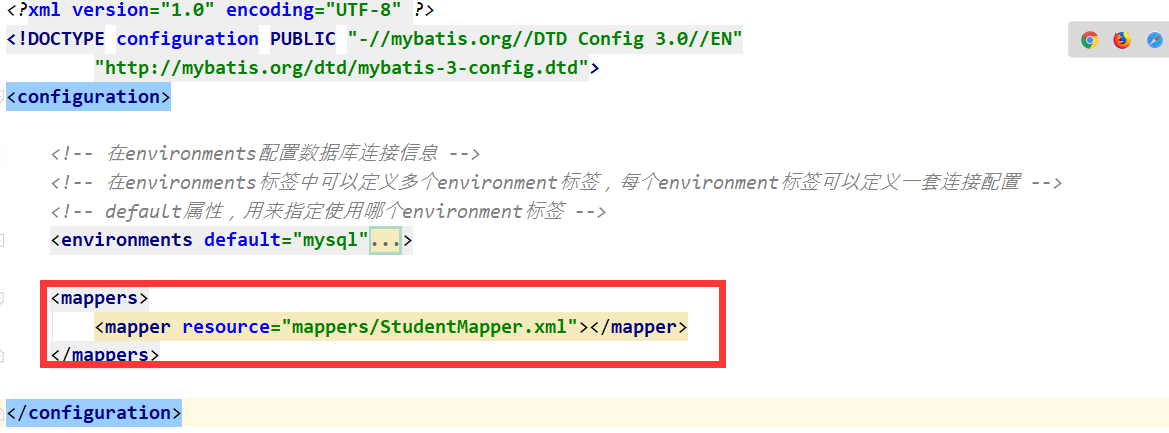 <?xml version="1.0" encoding="UTF-8" ?>
<!DOCTYPE configuration PUBLIC "-//mybatis.org//DTD Config 3.0//EN"
"http://mybatis.org/dtd/mybatis-3-config.dtd">
<configuration>
<!-- 在environments配置数据库连接信息 -->
<!-- 在environments标签中可以定义多个environment标签，每个environment标签可以定义一套连接配置 -->
<!-- default属性，用来指定使用哪个environment标签 -->
<environments default="mysql"...>
<mappers>
<mapper resource="mappers/StudentMapper.xml"></mapper>
</mappers>
</configuration>